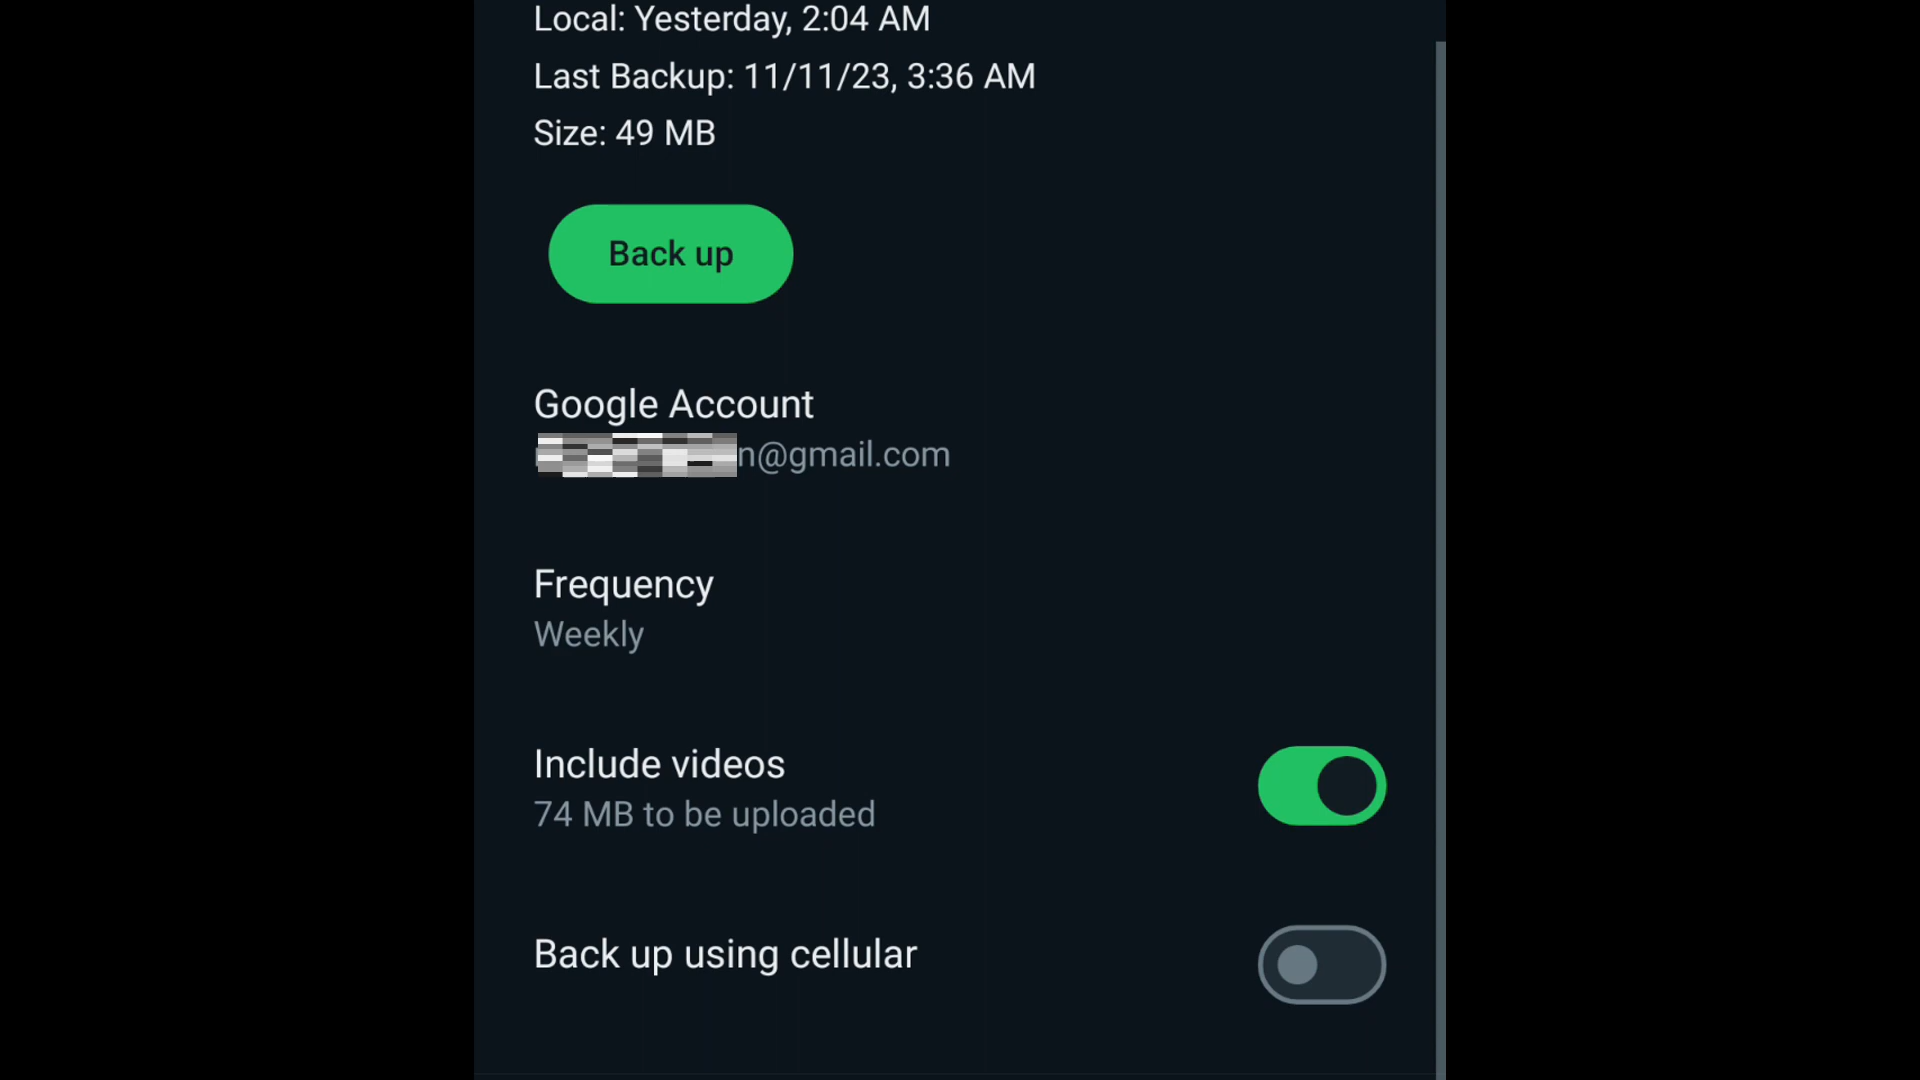 Local: Yesterday, 2:04 AM
Last Backup: 11/11/23, 3:36 AM
Size: 49 MB
Back up
Google Account
n@gmail.com
Frequency
Weekly
Include videos
74 MB to be uploaded
Back up using cellular